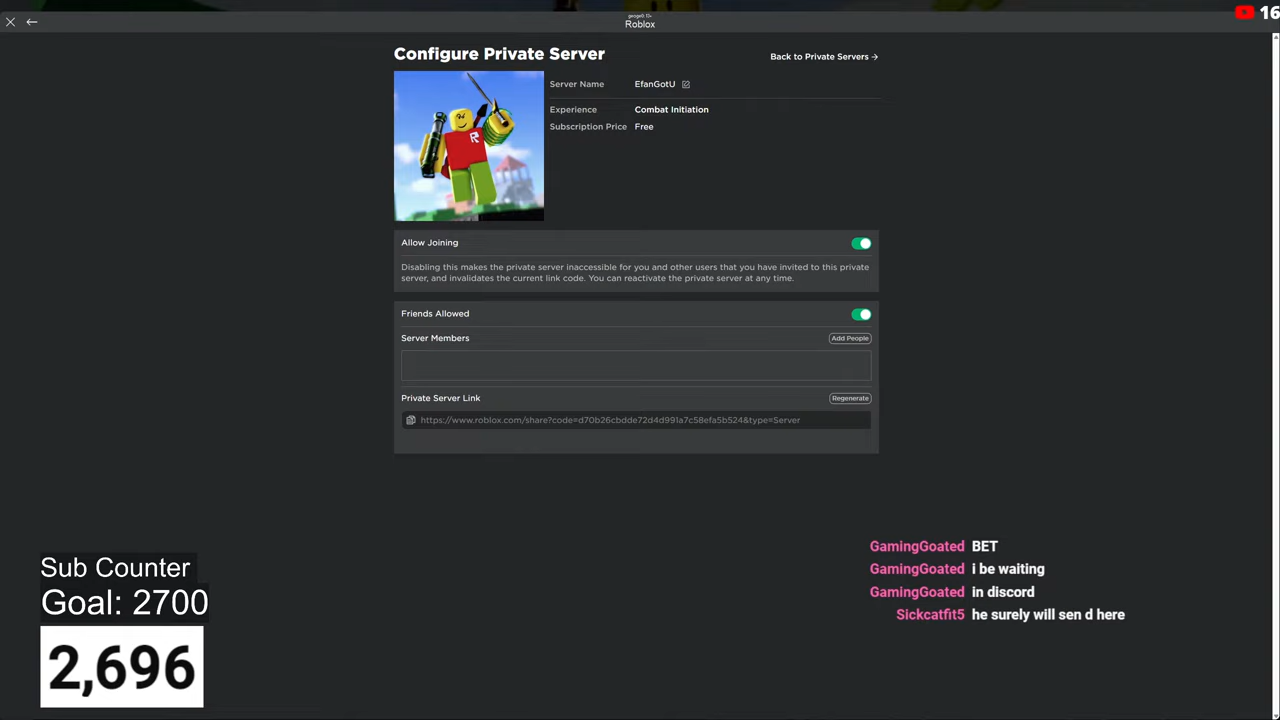 Roblox
16
Configure Private Server
Back to Private Servers →
Server Name EfanGotU
Experience Combat Initiation
Subscription Price Free
Allow Joining
Disabling this makes the private server inaccessible for you and other users that you have invited to this private
server, and invalidates the current link code. You can reactivate the private server at any time.
Friends Allowed
Server Members Add People
Private Server Link Regenerate
https://www.roblox.com/share?code=d70b26cbdde72d4d991a7c58efa5b524&type=Server
GamingGoated BET
GamingGoated i be waiting
GamingGoated in discord
Sickcatfit5 he surely will sen d here
Sub Counter
Goal: 2700
2,696